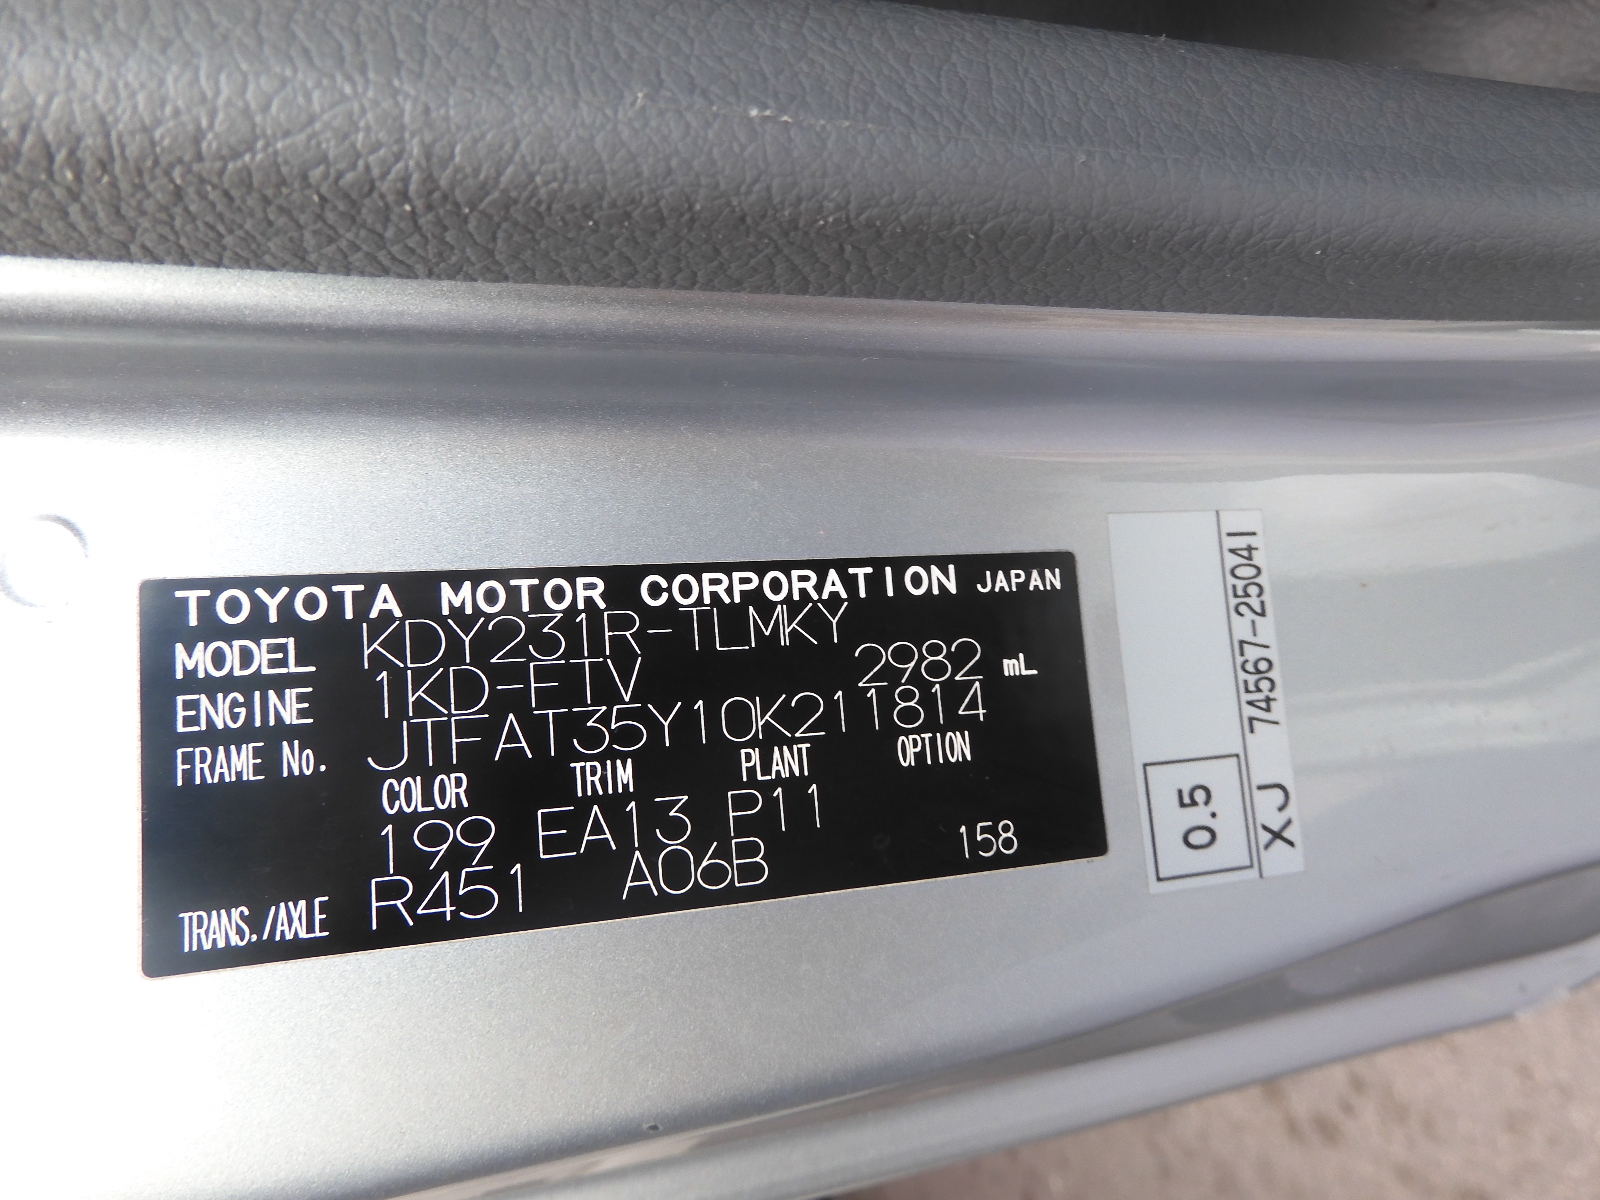 TOYOTA MOTOR CORPORATION JAPAN
MODEL KDY231R-TLMKY
ENGINE 1KD-FTV 2982 mL
FRAME No. JTFAT35Y10K211814
COLOR TRIM PLANT OPTION
199 EA13 P11
TRANS./AXLE R451 A06B 158
0.5
XJ 74567-25041